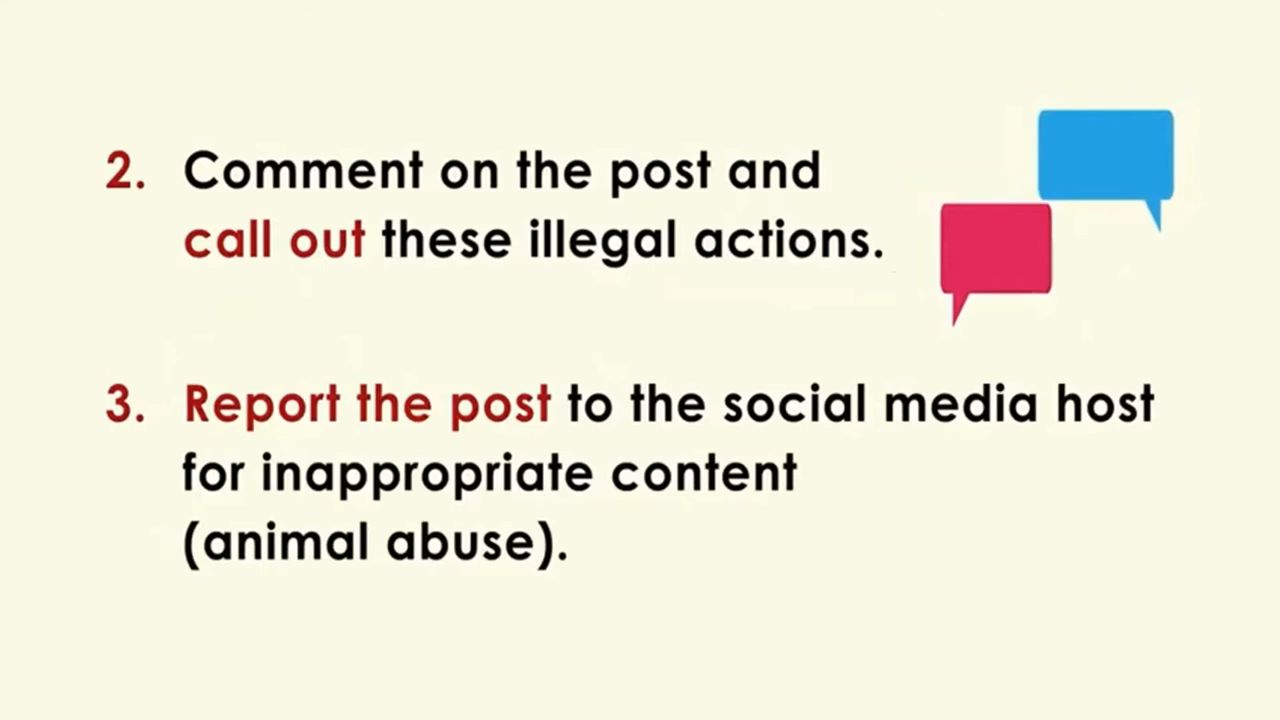 2. Comment on the post and
call out these illegal actions.
3. Report the post to the social media host
for inappropriate content
(animal abuse).